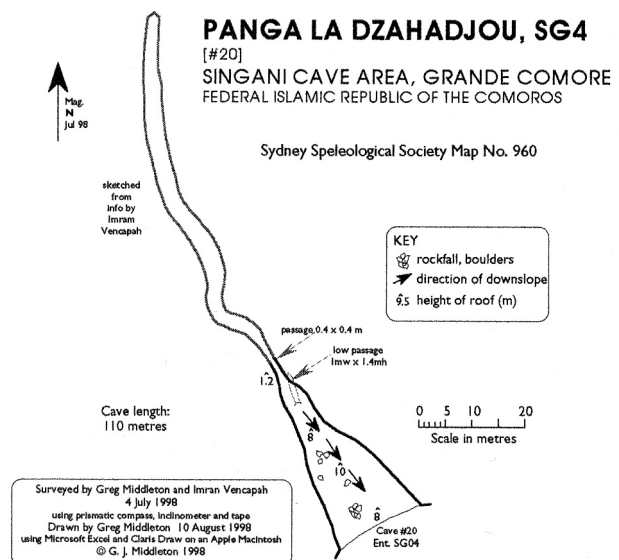 PANGA LA DZAHADJOU, SG4
[#20]
SINGANI CAVE AREA, GRANDE COMORE
FEDERAL ISLAMIC REPUBLIC OF THE COMOROS
Mag.
N
Jul 98
Sydney Speleological Society Map No. 960
sketched
from
info by
Imram
Vencapah
KEY
rockfall, boulders
direction of downslope
9.5 height of roof (m)
passage 0.4 x 0.4 m
low passage
1mw x 1.4mh
1.2
Cave length:
110 metres
0 5 10 20
Scale in metres
8
10
8
Cave #20
Ent. SG04
Surveyed by Greg Middleton and Imran Vencapah
4 July 1998
using prismatic compass, inclinometer and tape
Drawn by Greg Middleton 10 August 1998
using Microsoft Excel and Claris Draw on an Apple Macintosh
© G. J. Middleton 1998